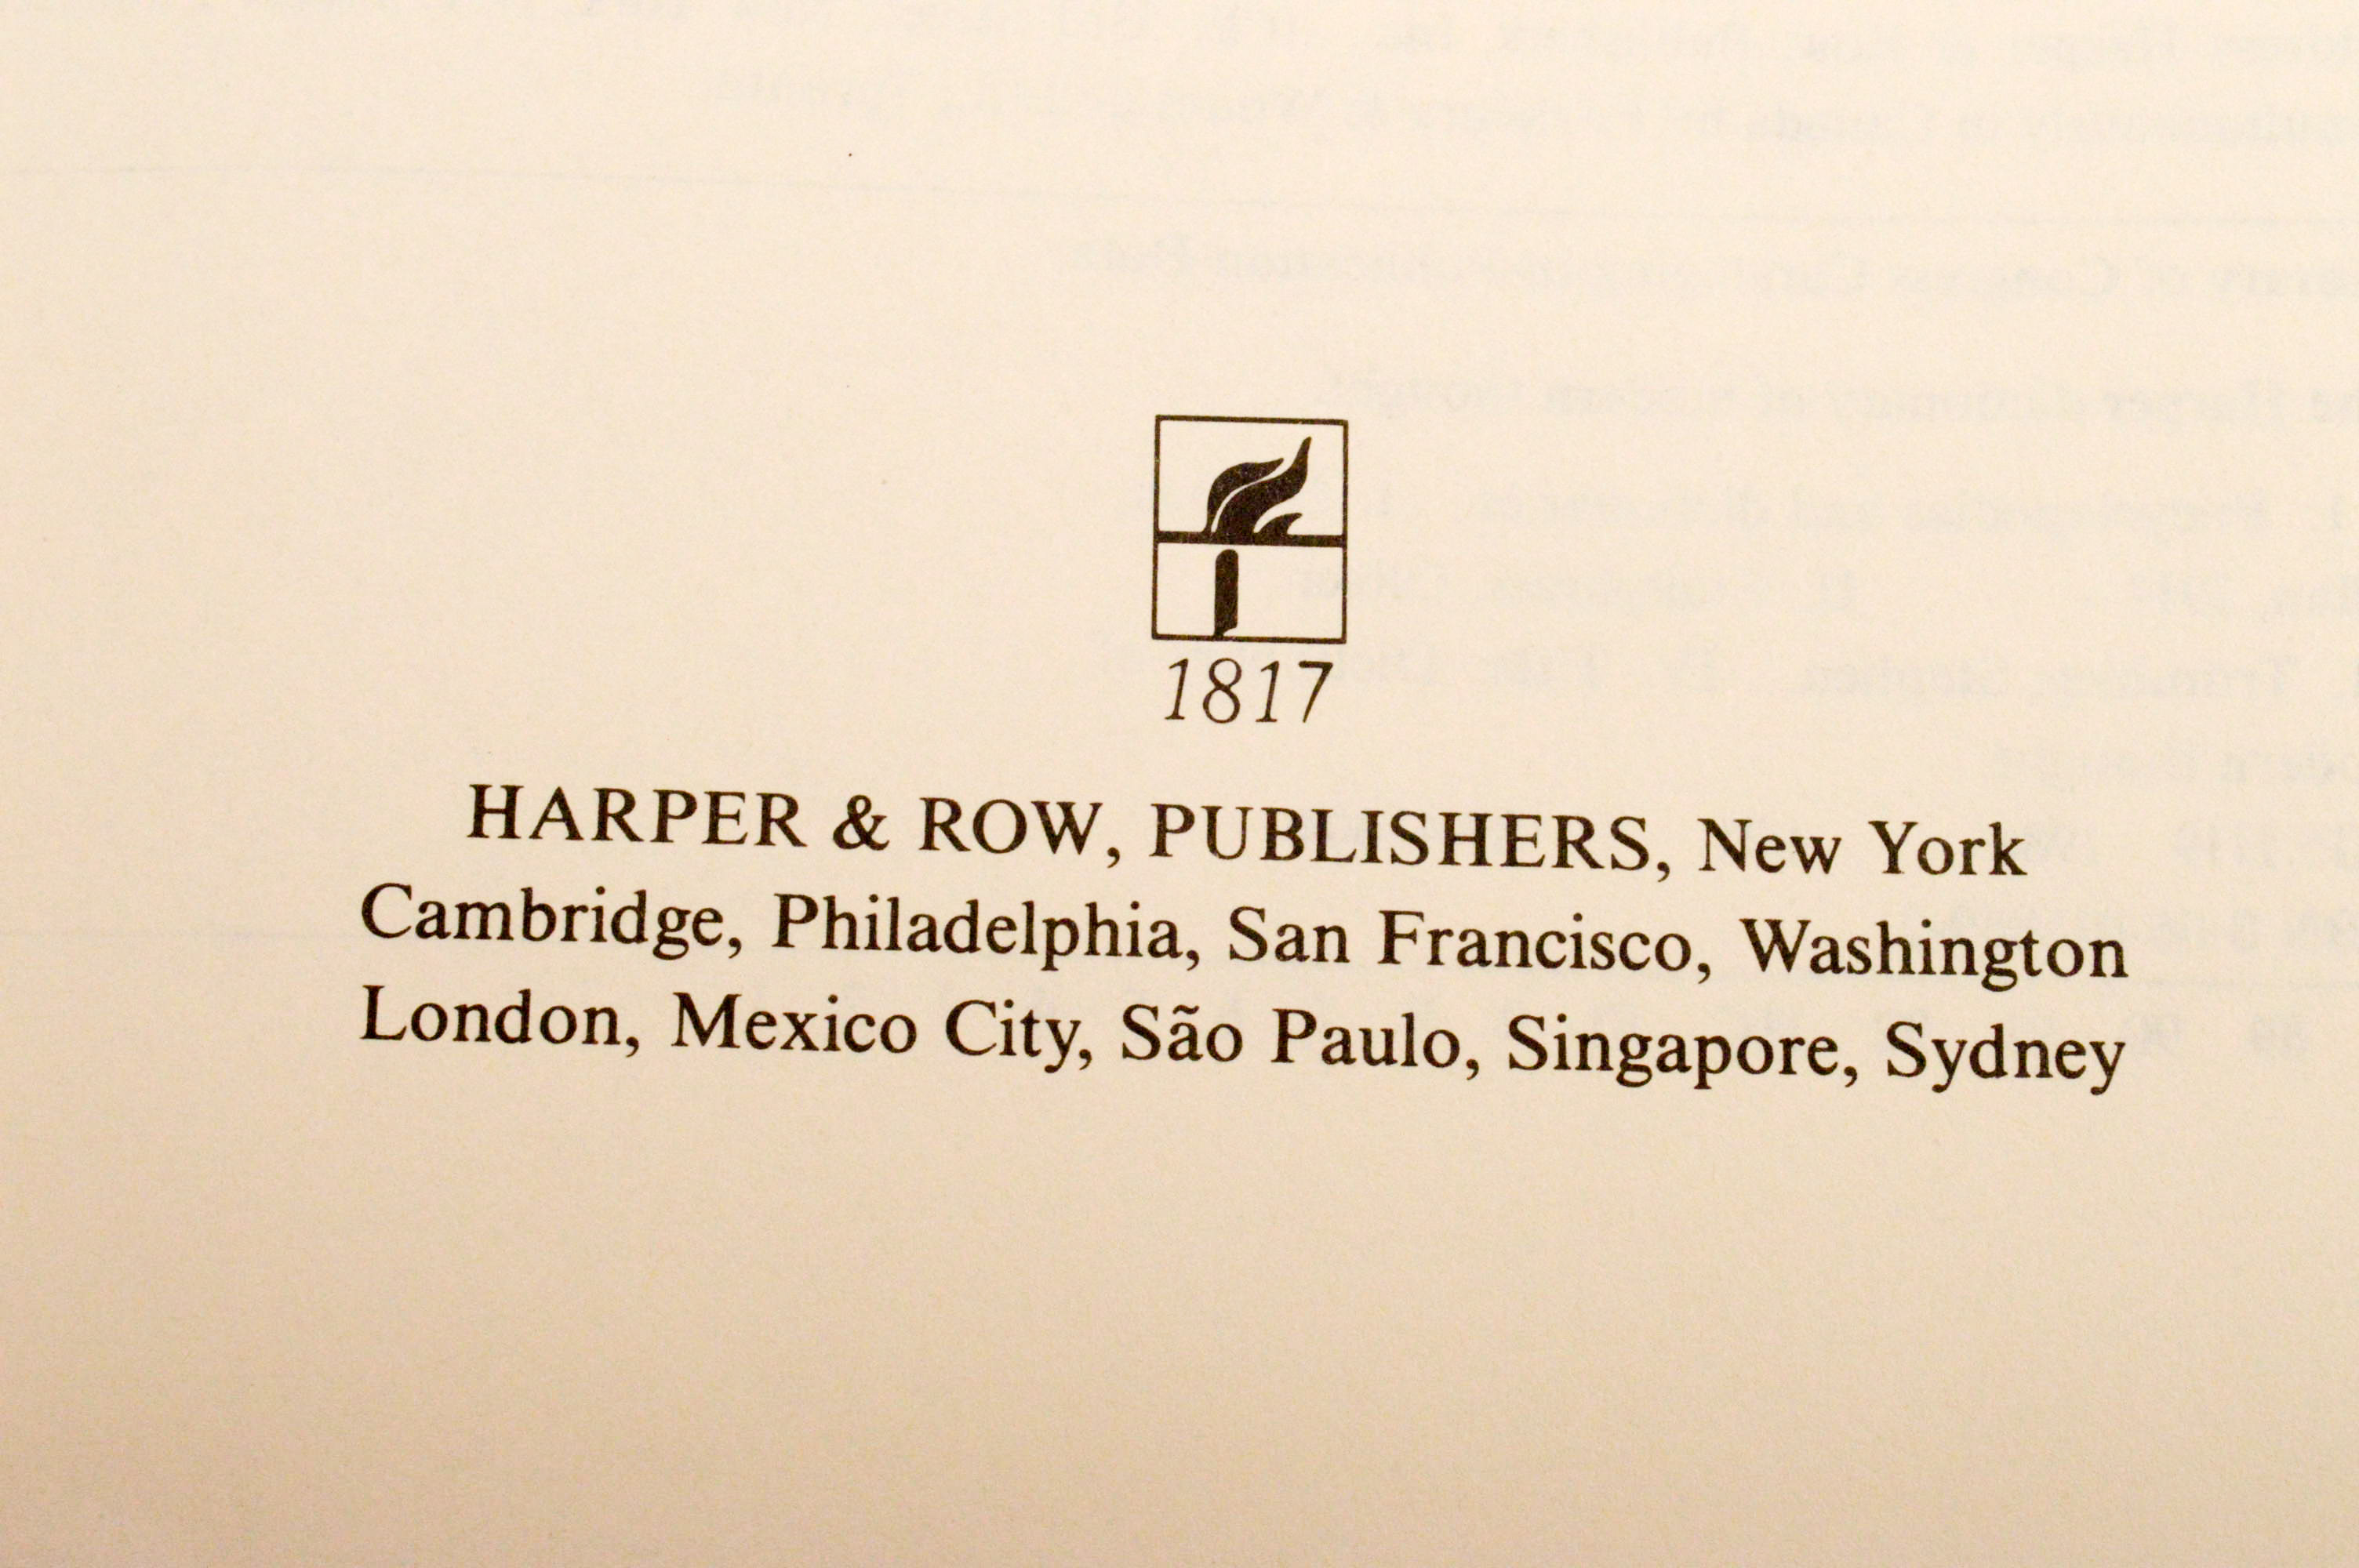 1817
HARPER & ROW, PUBLISHERS, New York
Cambridge, Philadelphia, San Francisco, Washington
London, Mexico City, São Paulo, Singapore, Sydney